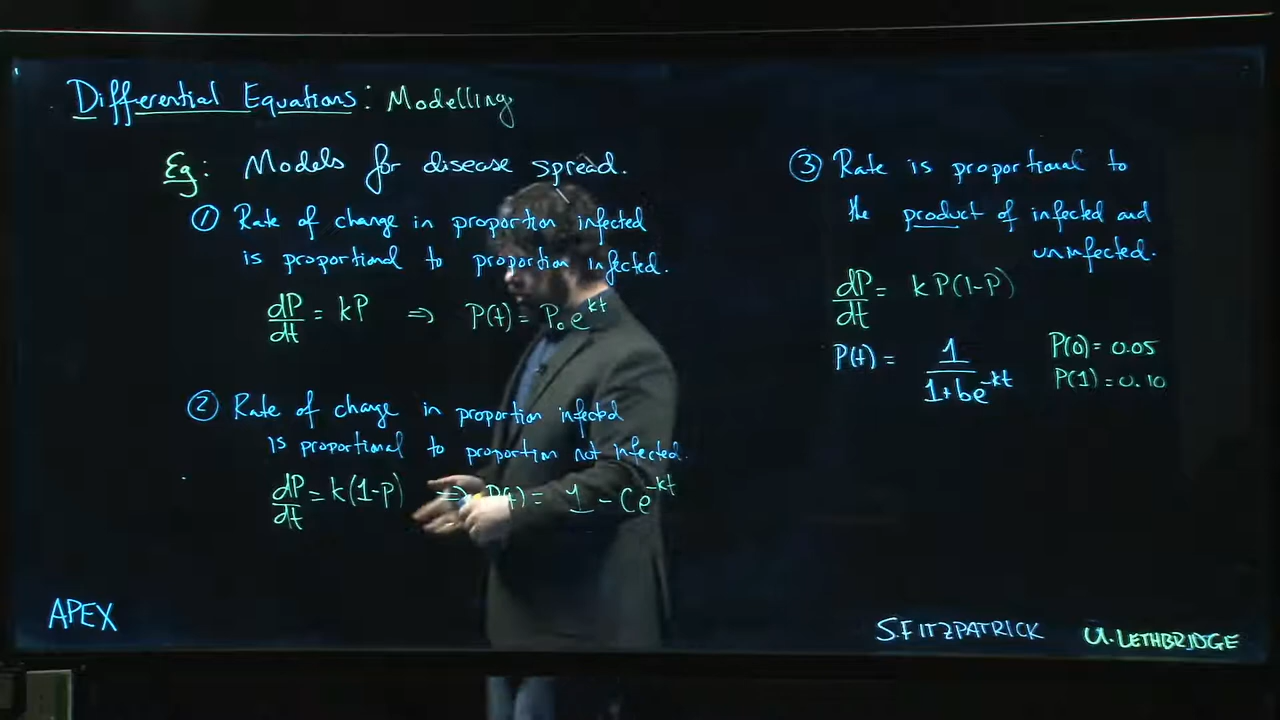 Differential Equations: Modelling
Eg: Models for disease spread.
① Rate of change in proportion infected
is proportional to proportion infected.
dP/dt = kP ⇒ P(t) = P₀e^kt
② Rate of change in proportion infected
is proportional to proportion not infected.
dP/dt = k(1-P) ⇒ P(t) = 1 - Ce^-kt
③ Rate is proportional to
the product of infected and
uninfected.
dP/dt = kP(1-P)
P(t) = 1/(1+be^-kt) P(0) = 0.05
P(1) = 0.10
APEX
S.FITZPATRICK U.LETHBRIDGE